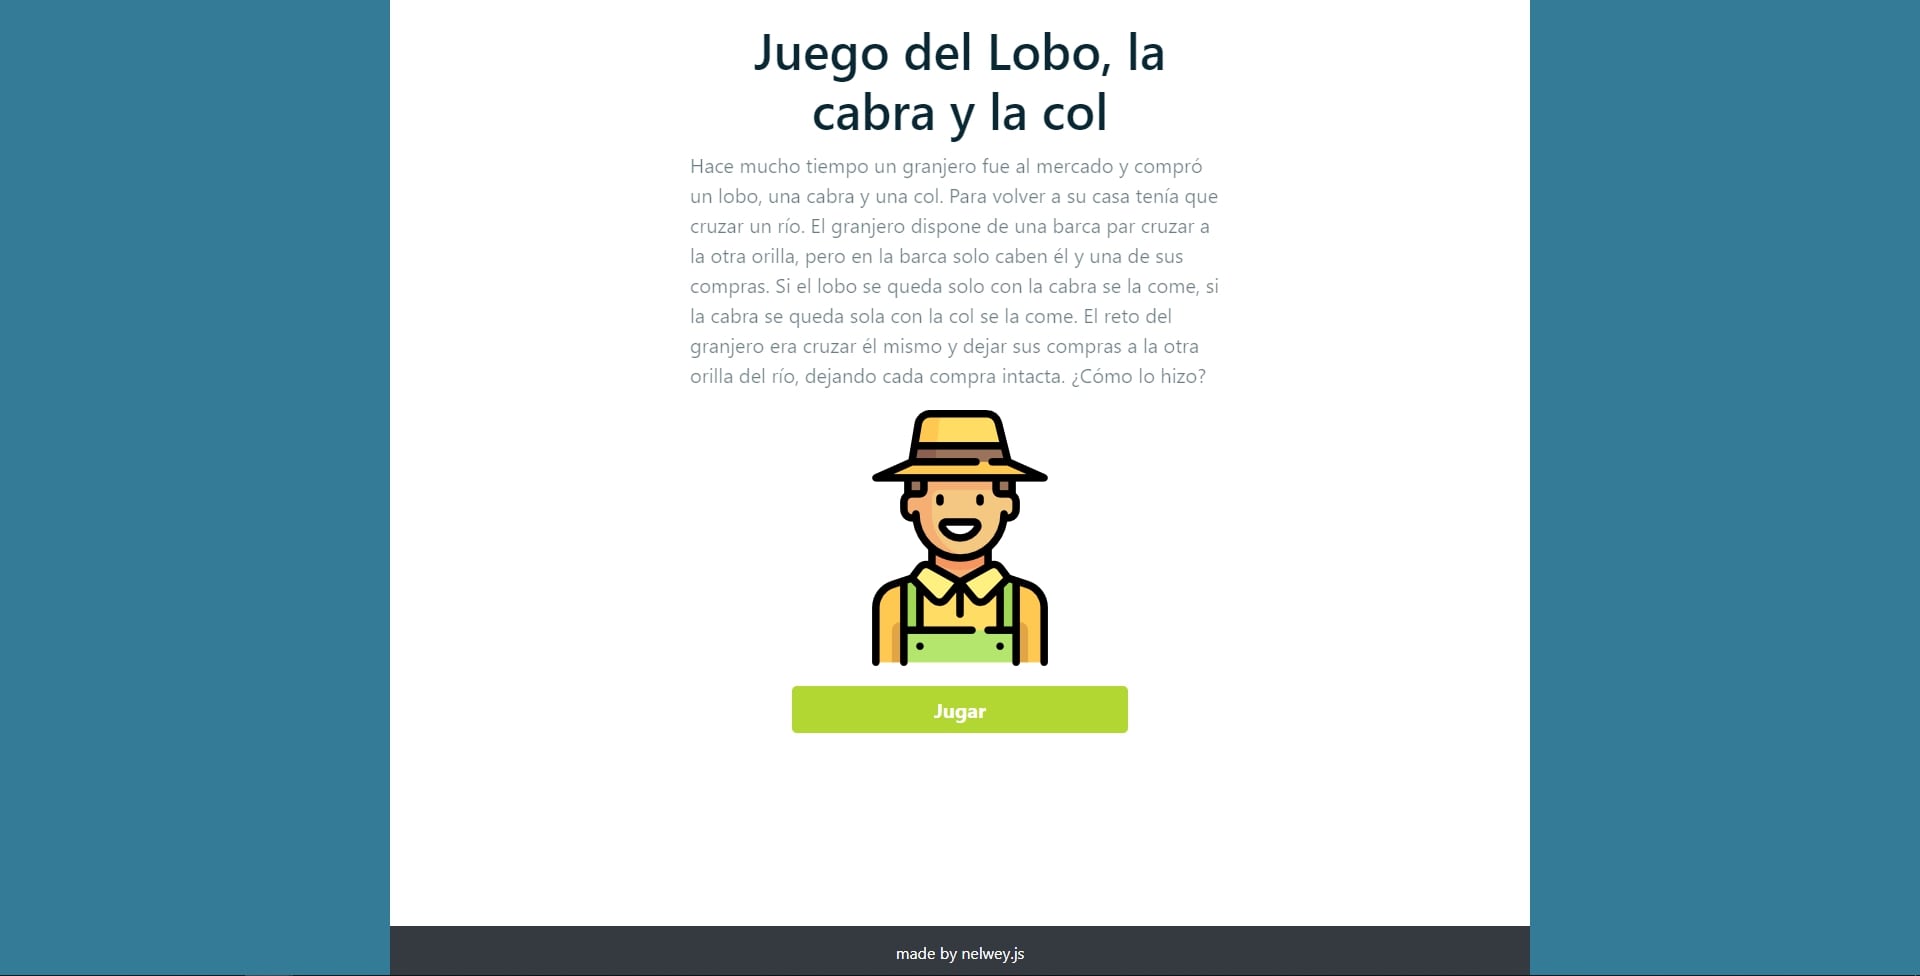 Juego del Lobo, la
cabra y la col
Hace mucho tiempo un granjero fue al mercado y compró
un lobo, una cabra y una col. Para volver a su casa tenía que
cruzar un río. El granjero dispone de una barca par cruzar a
la otra orilla, pero en la barca solo caben él y una de sus
compras. Si el lobo se queda solo con la cabra se la come, si
la cabra se queda sola con la col se la come. El reto del
granjero era cruzar él mismo y dejar sus compras a la otra
orilla del río, dejando cada compra intacta. ¿Cómo lo hizo?
Jugar
made by nelwey.js